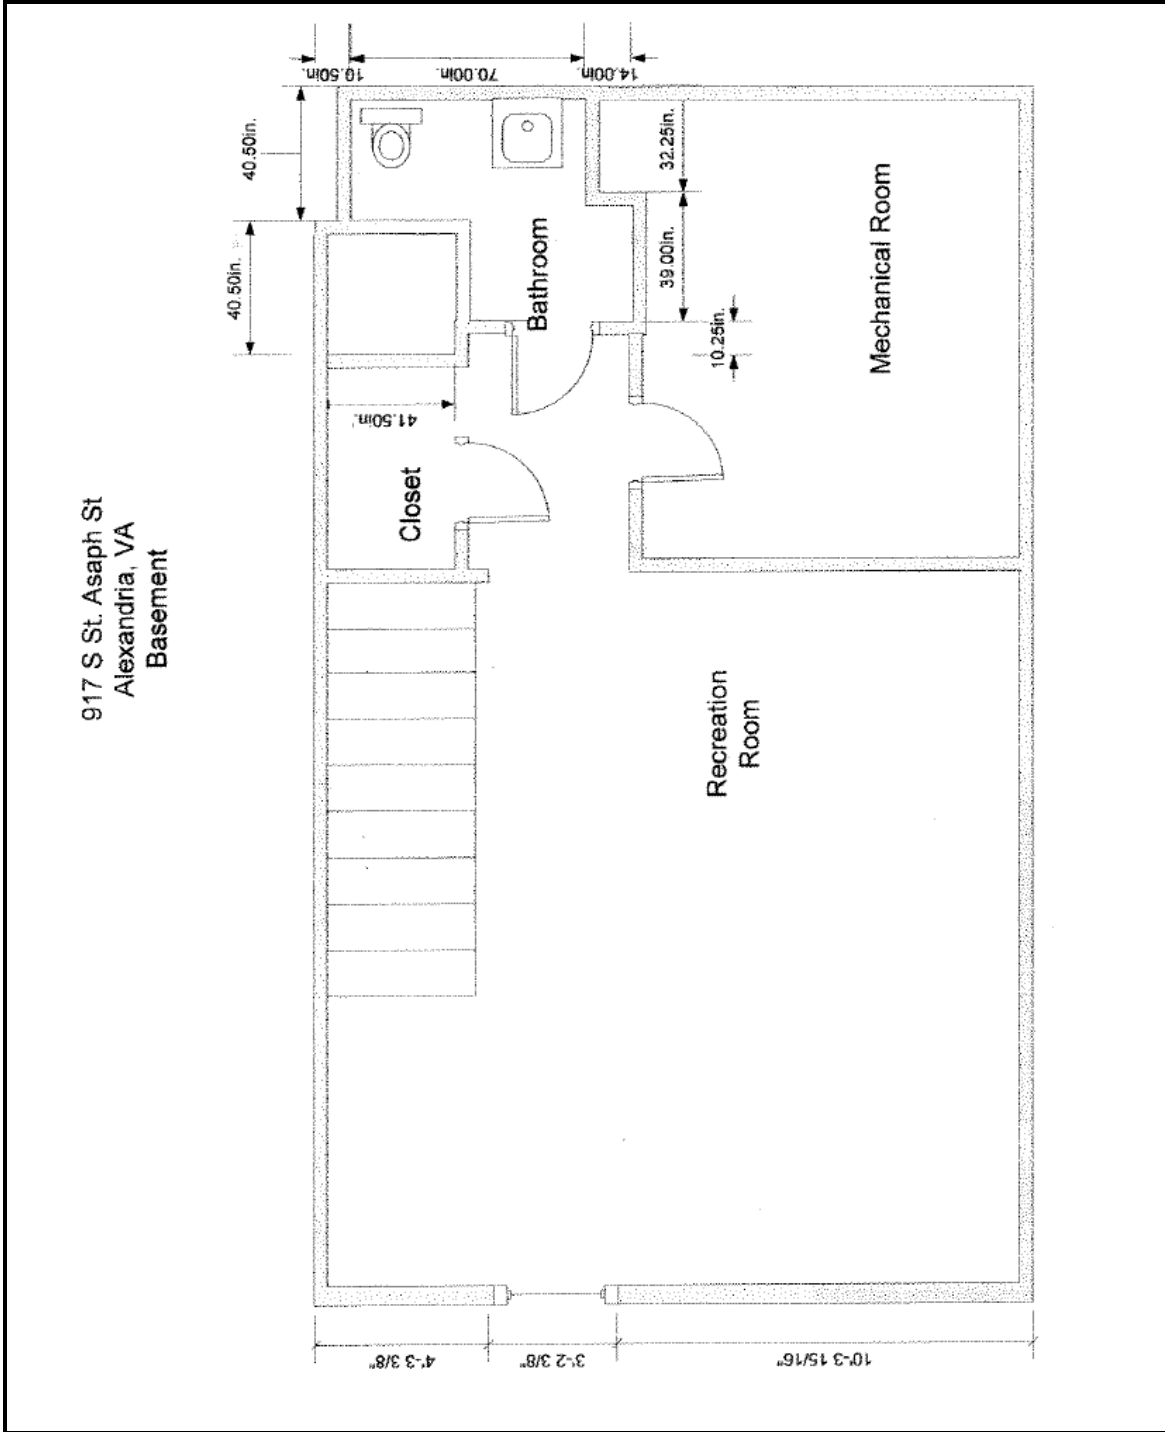 917 S St. Asaph St
Alexandria, VA
Basement
10.50in.
70.00in.
14.00in.
40.50in.
40.50in.
32.25in.
39.00in.
10.25in.
41.50in.
Bathroom
Mechanical Room
Closet
Recreation
Room
4'-3 3/8"
3'-2 3/8"
10'-3 15/16"